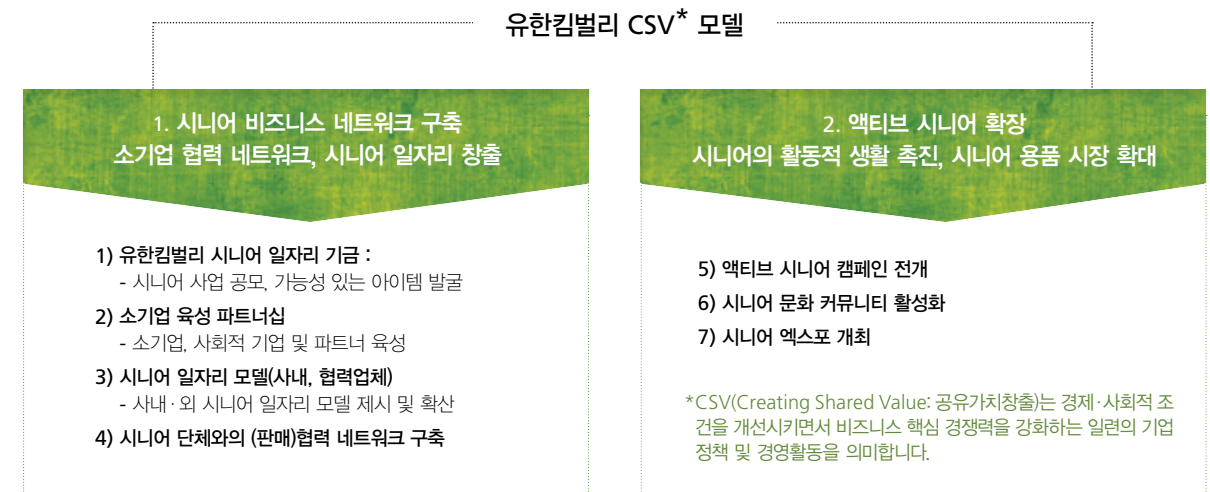 유한킴벌리 CSV* 모델
1. 시니어 비즈니스 네트워크 구축
소기업 협력 네트워크, 시니어 일자리 창출
1) 유한킴벌리 시니어 일자리 기금 :
- 시니어 사업 공모, 가능성 있는 아이템 발굴
2) 소기업 육성 파트너십
- 소기업, 사회적 기업 및 파트너 육성
3) 시니어 일자리 모델(사내, 협력업체)
- 사내·외 시니어 일자리 모델 제시 및 확산
4) 시니어 단체와의 (판매)협력 네트워크 구축
2. 액티브 시니어 확장
시니어의 활동적 생활 촉진, 시니어 용품 시장 확대
5) 액티브 시니어 캠페인 전개
6) 시니어 문화 커뮤니티 활성화
7) 시니어 엑스포 개최
*CSV(Creating Shared Value: 공유가치창출)는 경제·사회적 조
건을 개선시키면서 비즈니스 핵심 경쟁력을 강화하는 일련의 기업
정책 및 경영활동을 의미합니다.